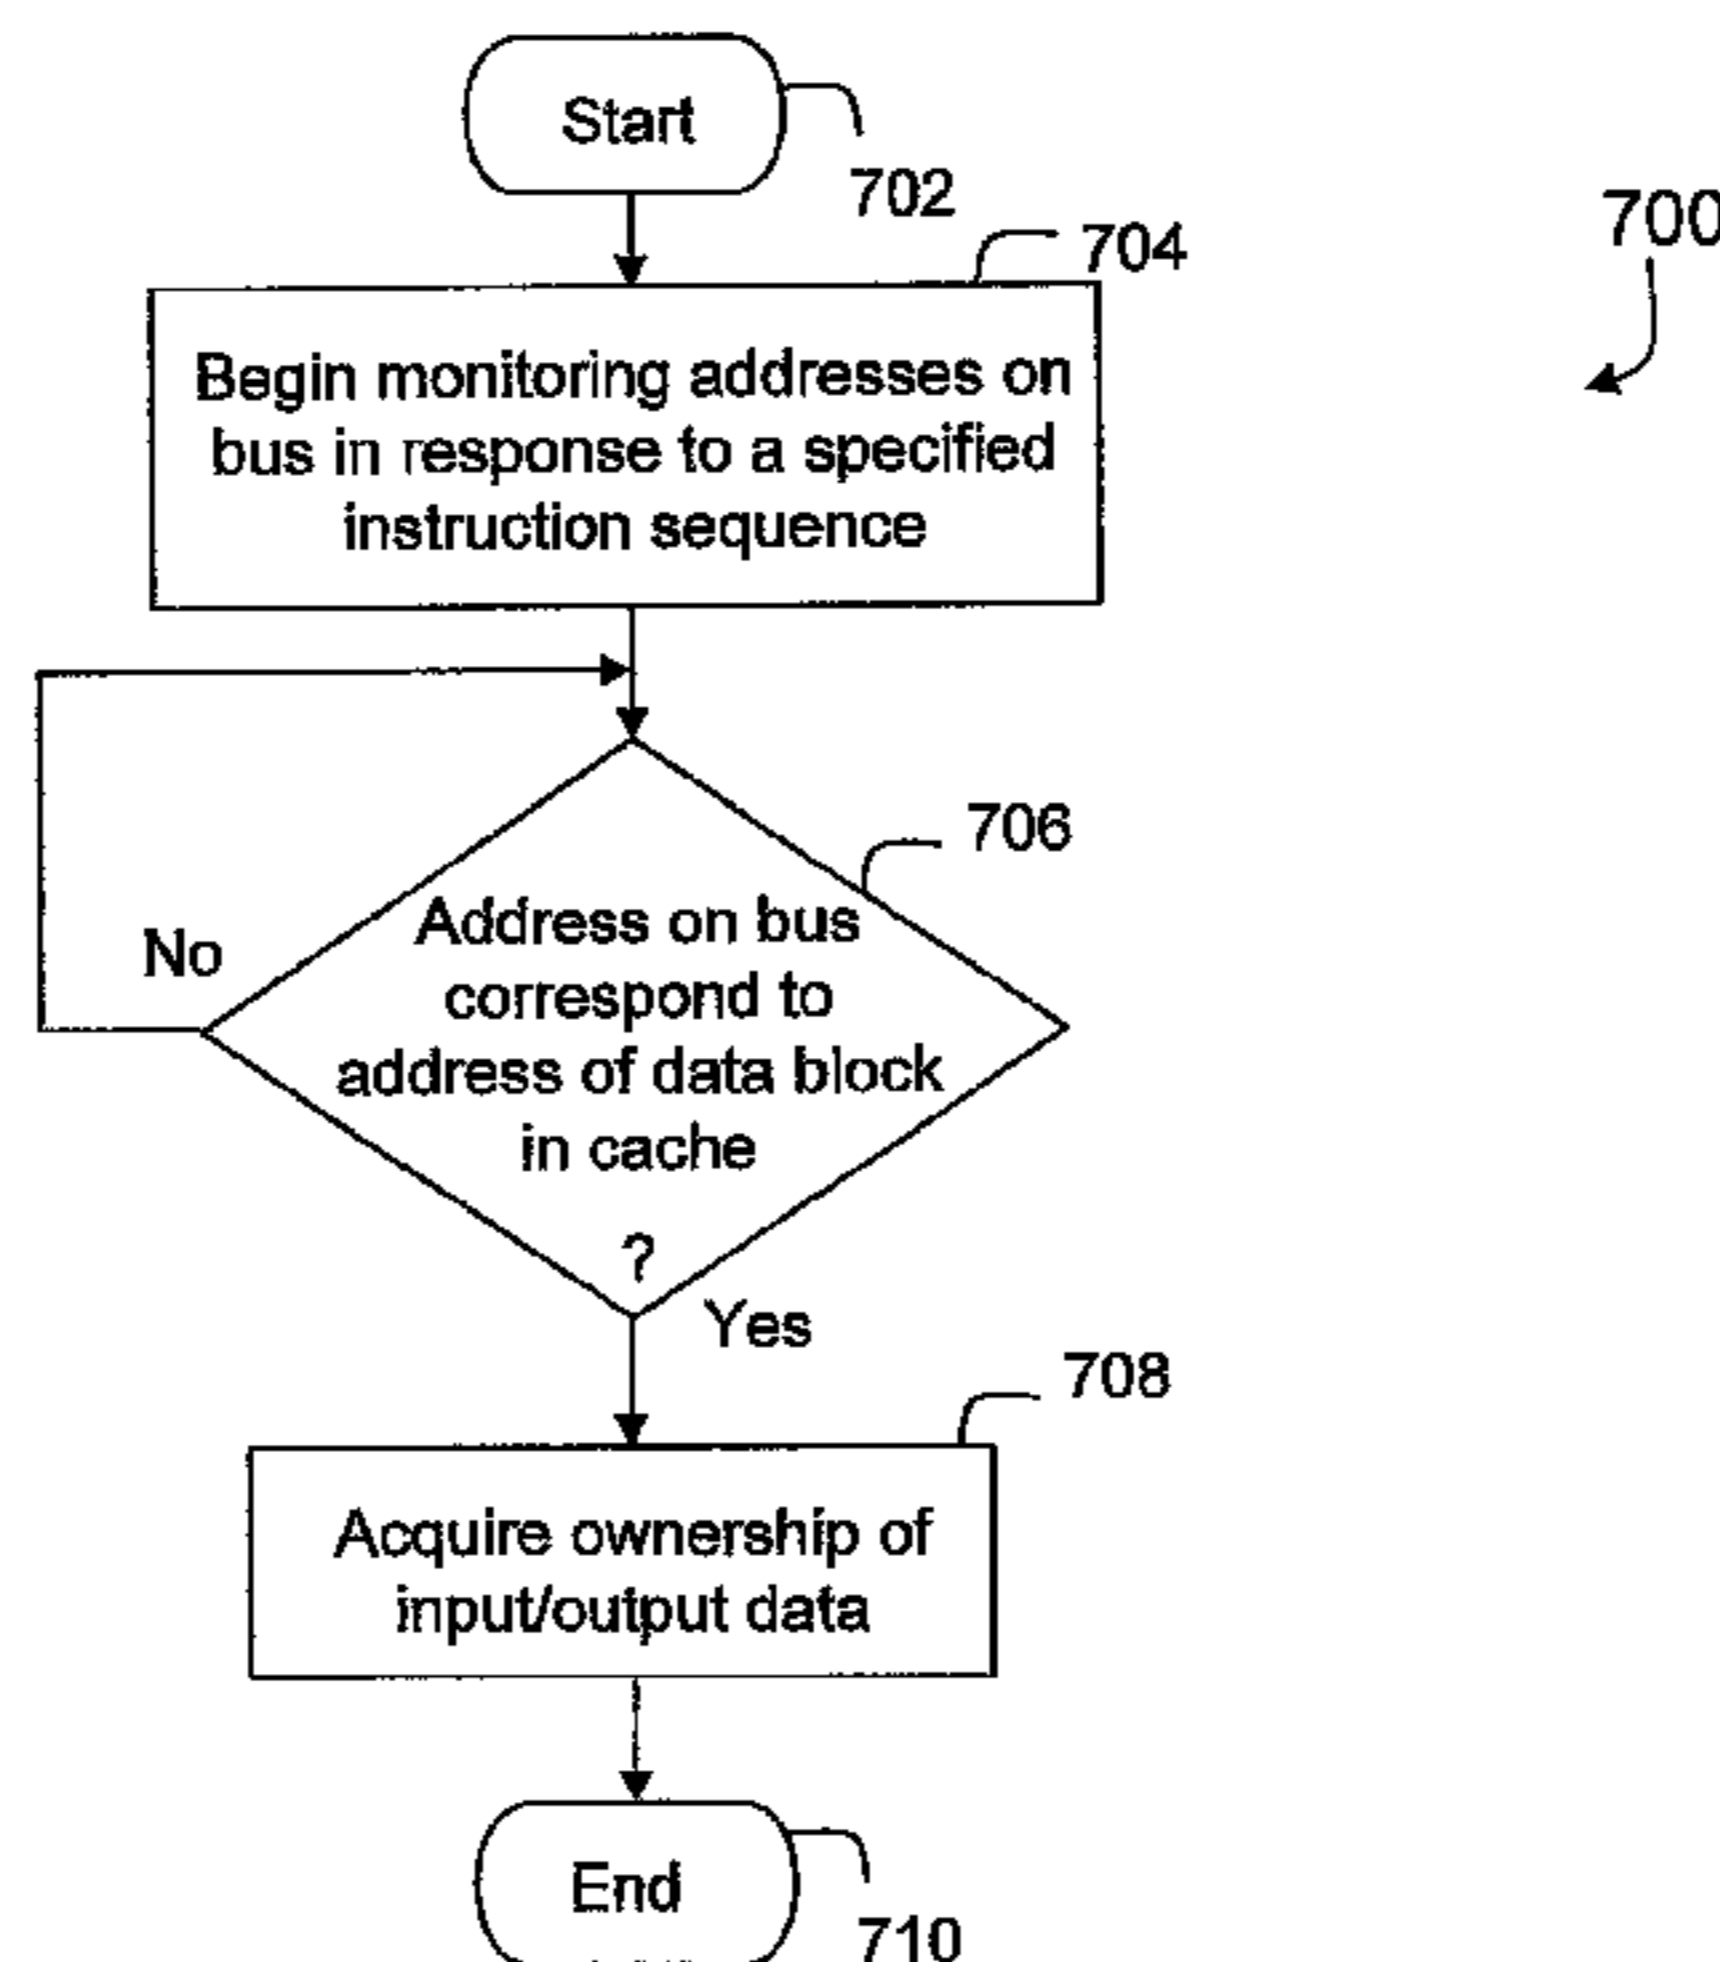 Start
702
700
704
Begin monitoring addresses on
bus in response to a specified
instruction sequence
706
Address on bus
correspond to
address of data block
in cache
?
No
Yes
708
Acquire ownership of
input/output data
End
710